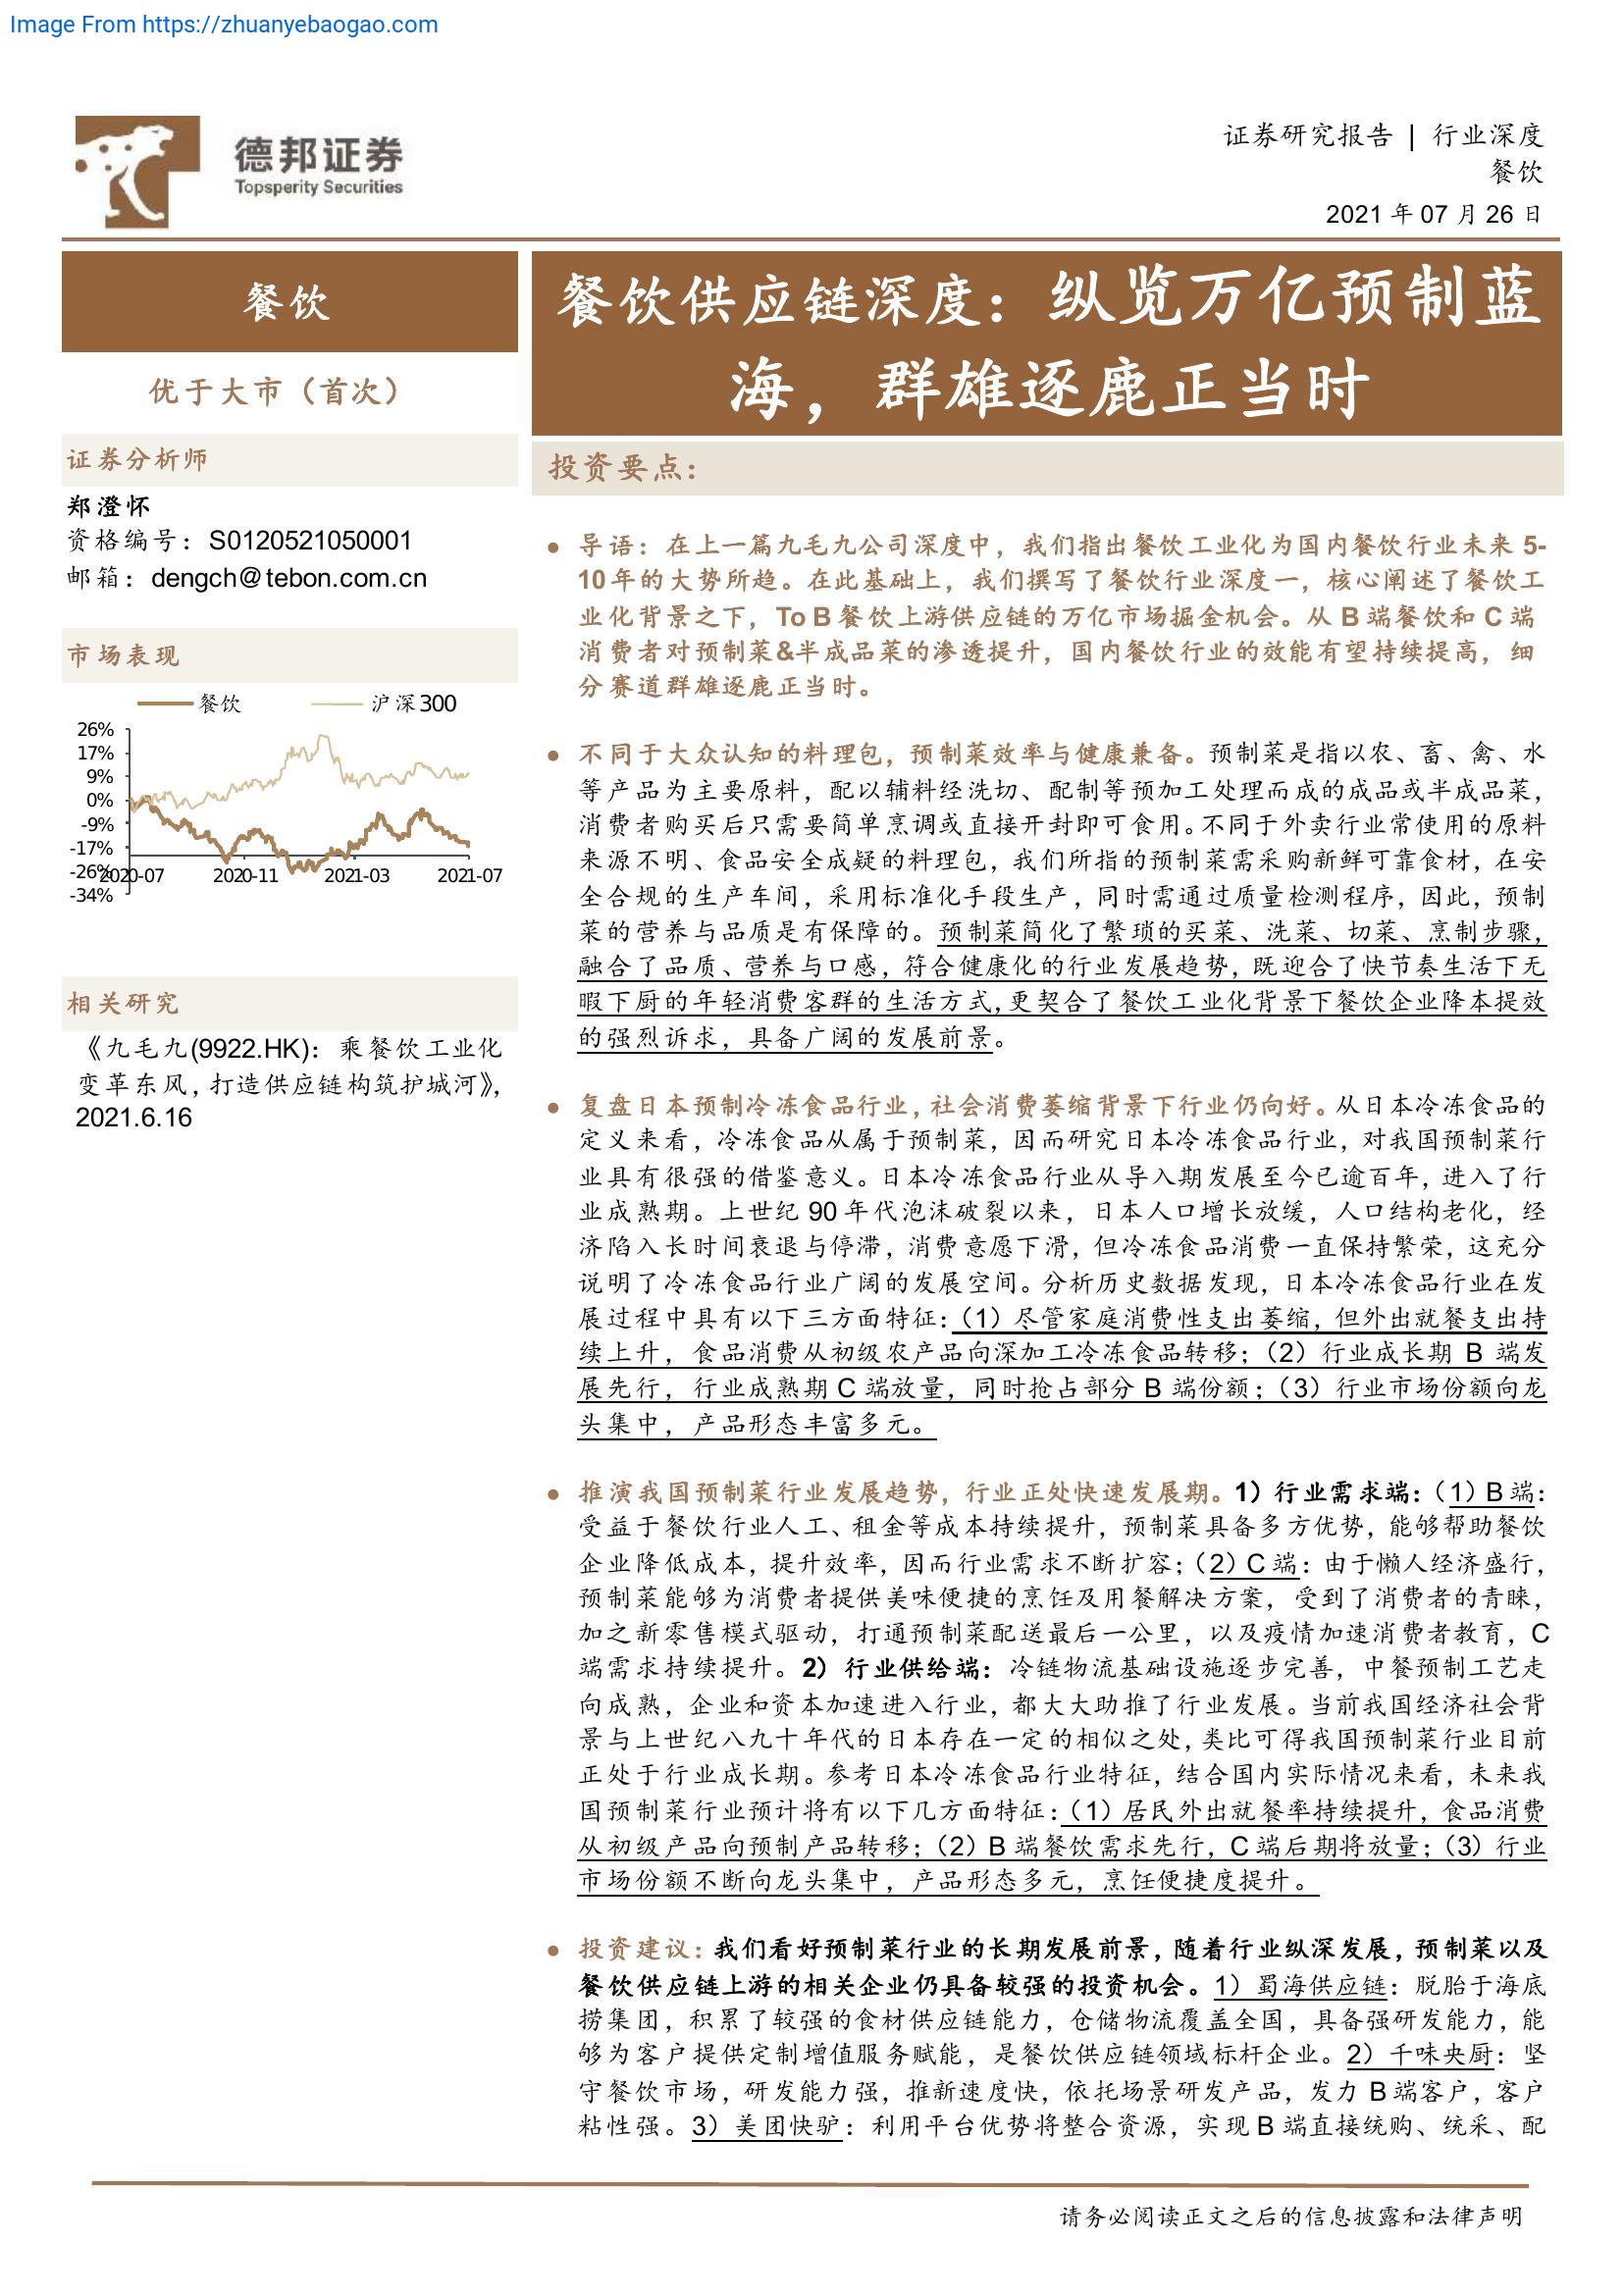 Image From https://zhuanyebaogao.com
德邦证券
Topsperity Securities
证券研究报告 | 行业深度
餐饮
2021 年 07 月 26 日
餐饮
优于大市（首次）
证券分析师
郑澄怀
资格编号：S0120521050001
邮箱：dengch@tebon.com.cn
市场表现
餐饮 沪深300
26%
17%
9%
0%
-9%
-17%
-26%
-34%
2020-07 2020-11 2021-03 2021-07
相关研究
《九毛九(9922.HK)：乘餐饮工业化
变革东风，打造供应链构筑护城河》，
2021.6.16
餐饮供应链深度：纵览万亿预制蓝
海，群雄逐鹿正当时
投资要点：
● 导语：在上一篇九毛九公司深度中，我们指出餐饮工业化为国内餐饮行业未来 5-
10 年的大势所趋。在此基础上，我们撰写了餐饮行业深度一，核心阐述了餐饮工
业化背景之下，To B 餐饮上游供应链的万亿市场掘金机会。从 B 端餐饮和 C 端
消费者对预制菜&半成品菜的渗透提升，国内餐饮行业的效能有望持续提高，细
分赛道群雄逐鹿正当时。
● 不同于大众认知的料理包，预制菜效率与健康兼备。预制菜是指以农、畜、禽、水
等产品为主要原料，配以辅料经洗切、配制等预加工处理而成的成品或半成品菜，
消费者购买后只需要简单烹调或直接开封即可食用。不同于外卖行业常使用的原料
来源不明、食品安全成疑的料理包，我们所指的预制菜需采购新鲜可靠食材，在安
全合规的生产车间，采用标准化手段生产，同时需通过质量检测程序，因此，预制
菜的营养与品质是有保障的。预制菜简化了繁琐的买菜、洗菜、切菜、烹制步骤，
融合了品质、营养与口感，符合健康化的行业发展趋势，既迎合了快节奏生活下无
暇下厨的年轻消费客群的生活方式，更契合了餐饮工业化背景下餐饮企业降本提效
的强烈诉求，具备广阔的发展前景。
● 复盘日本预制冷冻食品行业，社会消费萎缩背景下行业仍向好。从日本冷冻食品的
定义来看，冷冻食品从属于预制菜，因而研究日本冷冻食品行业，对我国预制菜行
业具有很强的借鉴意义。日本冷冻食品行业从导入期发展至今已逾百年，进入了行
业成熟期。上世纪 90 年代泡沫破裂以来，日本人口增长放缓，人口结构老化，经
济陷入长时间衰退与停滞，消费意愿下滑，但冷冻食品消费一直保持繁荣，这充分
说明了冷冻食品行业广阔的发展空间。分析历史数据发现，日本冷冻食品行业在发
展过程中具有以下三方面特征：（1）尽管家庭消费性支出萎缩，但外出就餐支出持
续上升，食品消费从初级农产品向深加工冷冻食品转移；（2）行业成长期 B 端发
展先行，行业成熟期 C 端放量，同时抢占部分 B 端份额；（3）行业市场份额向龙
头集中，产品形态丰富多元。
● 推演我国预制菜行业发展趋势，行业正处快速发展期。1）行业需求端：（1）B 端：
受益于餐饮行业人工、租金等成本持续提升，预制菜具备多方优势，能够帮助餐饮
企业降低成本，提升效率，因而行业需求不断扩容；（2）C 端：由于懒人经济盛行，
预制菜能够为消费者提供美味便捷的烹饪及用餐解决方案，受到了消费者的青睐，
加之新零售模式驱动，打通预制菜配送最后一公里，以及疫情加速消费者教育，C
端需求持续提升。2）行业供给端：冷链物流基础设施逐步完善，中餐预制工艺走
向成熟，企业和资本加速进入行业，都大大助推了行业发展。当前我国经济社会背
景与上世纪八九十年代的日本存在一定的相似之处，类比可得我国预制菜行业目前
正处于行业成长期。参考日本冷冻食品行业特征，结合国内实际情况来看，未来我
国预制菜行业预计将有以下几方面特征：（1）居民外出就餐率持续提升，食品消费
从初级产品向预制产品转移；（2）B 端餐饮需求先行，C 端后期将放量；（3）行业
市场份额不断向龙头集中，产品形态多元，烹饪便捷度提升。
● 投资建议：我们看好预制菜行业的长期发展前景，随着行业纵深发展，预制菜以及
餐饮供应链上游的相关企业仍具备较强的投资机会。1）蜀海供应链：脱胎于海底
捞集团，积累了较强的食材供应链能力，仓储物流覆盖全国，具备强研发能力，能
够为客户提供定制增值服务赋能，是餐饮供应链领域标杆企业。2）千味央厨：坚
守餐饮市场，研发能力强，推新速度快，依托场景研发产品，发力 B 端客户，客户
粘性强。3）美团快驴：利用平台优势将整合资源，实现 B 端直接统购、统采、配
请务必阅读正文之后的信息披露和法律声明